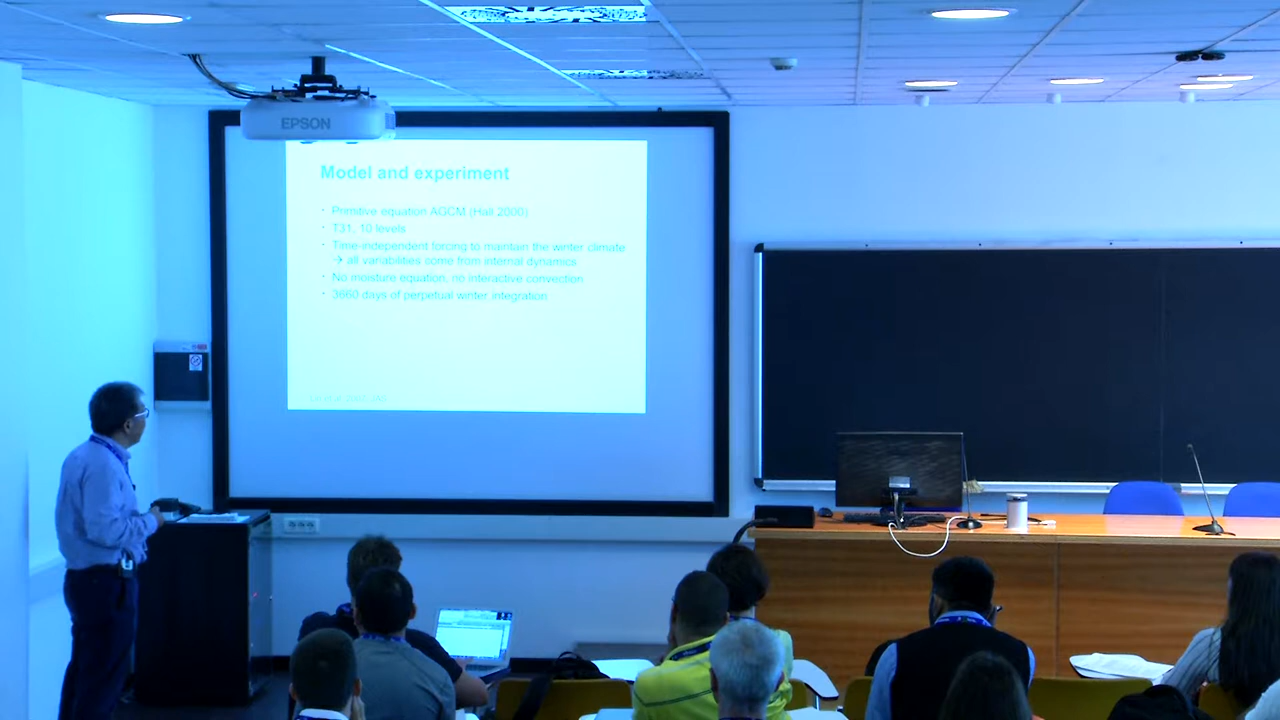 EPSON
Model and experiment
• Primitive equation AGCM (Hall 2000)
• T31, 10 levels
• Time-independent forcing to maintain the winter climate
→ all variabilities come from internal dynamics
• No moisture equation, no interactive convection
• 3660 days of perpetual winter integration